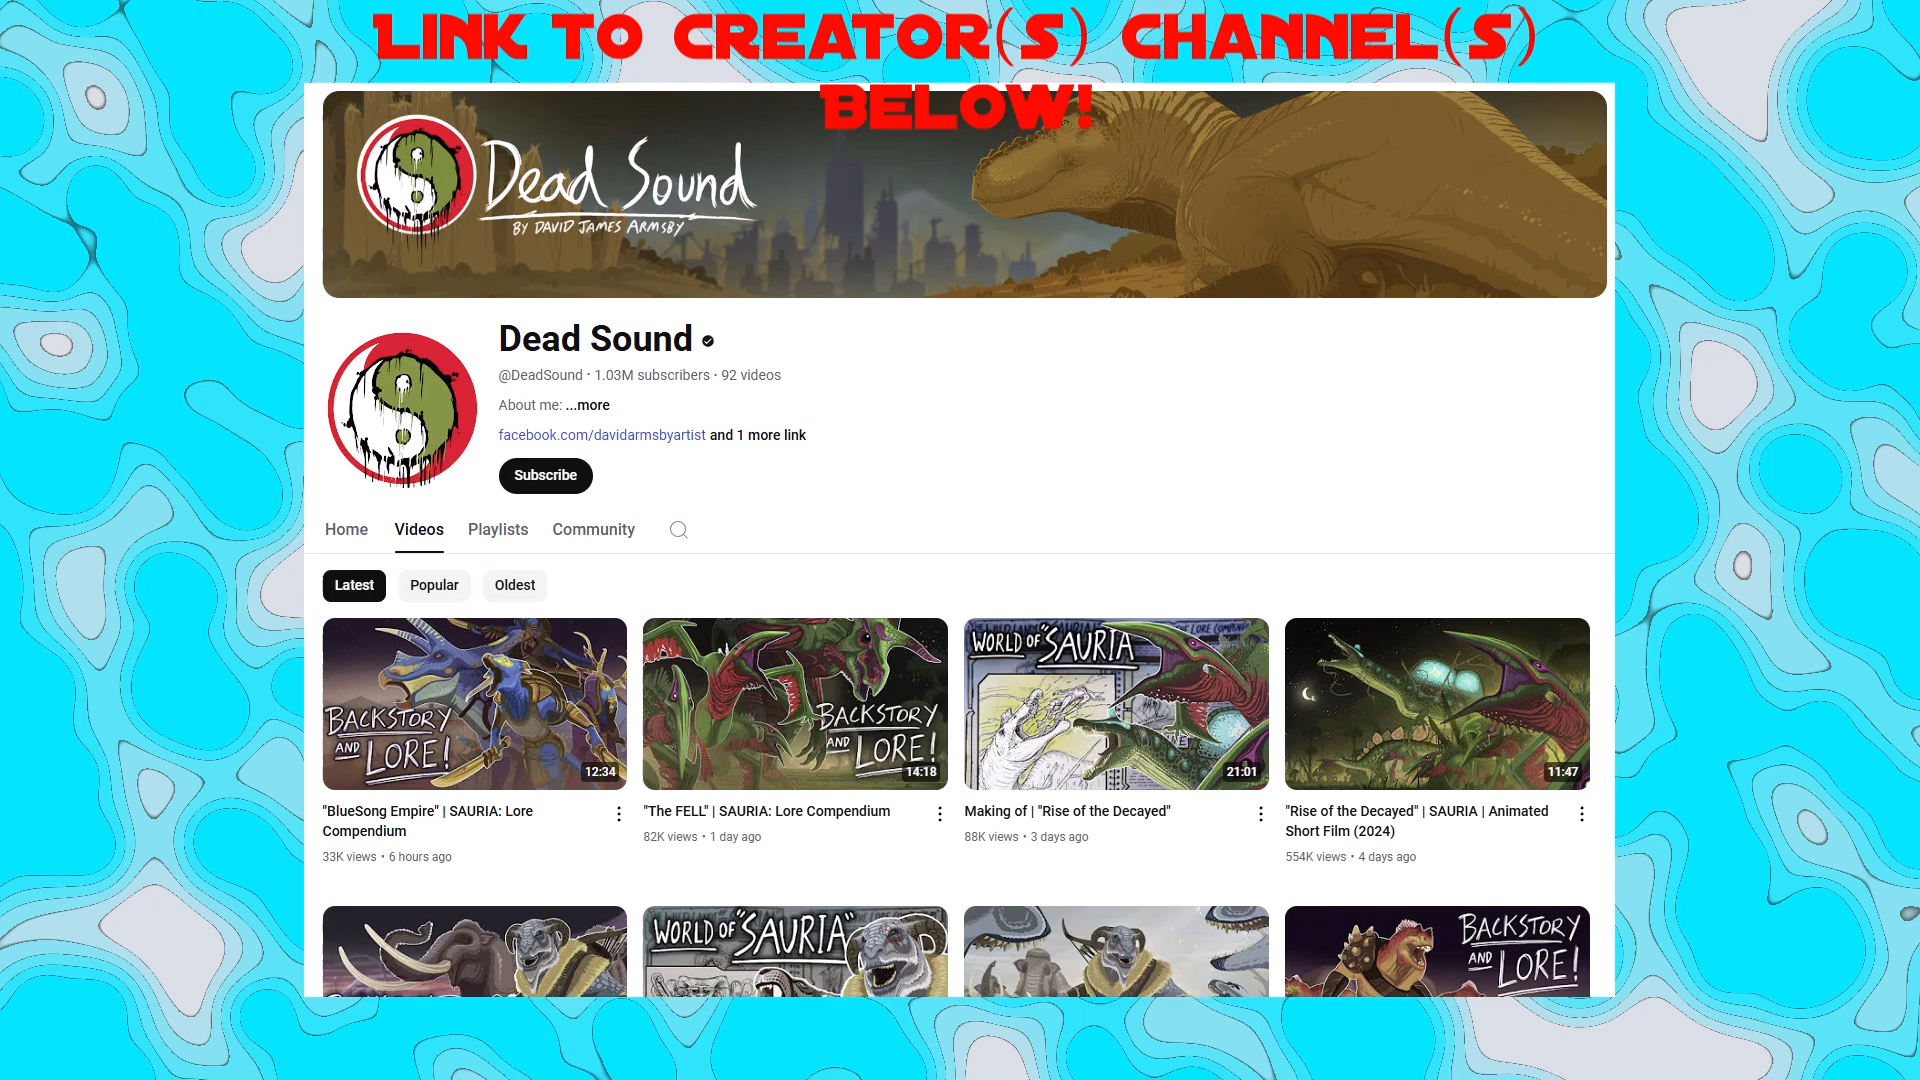 LINK TO CREATOR(S) CHANNEL(S)
BELOW!
Dead Sound
BY DAVID JAMES ARMSBY
Dead Sound
@DeadSound • 1.03M subscribers • 92 videos
About me: ...more
facebook.com/davidarmsbyartist and 1 more link
Subscribe
Home Videos Playlists Community
Latest Popular Oldest
BACKSTORY
AND LORE!
12:34
BACKSTORY
AND LORE!
14:18
WORLD OF "SAURIA
21:01
11:47
"BlueSong Empire" | SAURIA: Lore
Compendium
33K views • 6 hours ago
"The FELL" | SAURIA: Lore Compendium
82K views • 1 day ago
Making of | "Rise of the Decayed"
88K views • 3 days ago
"Rise of the Decayed" | SAURIA | Animated
Short Film (2024)
554K views • 4 days ago
WORLD OF "SAURIA"
BACKSTORY
AND LORE!